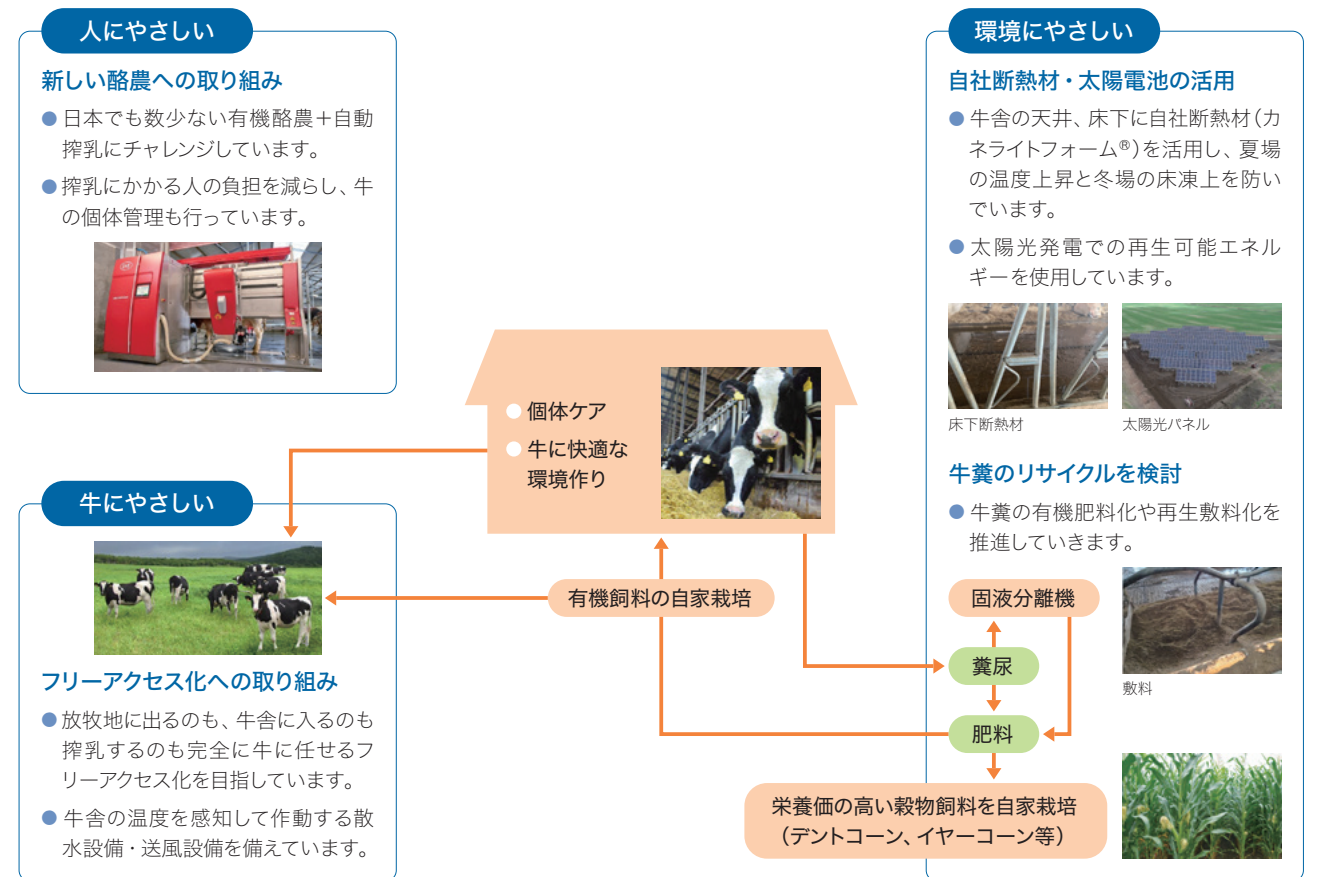 人にやさしい
新しい酪農への取り組み
● 日本でも数少ない有機酪農＋自動
搾乳にチャレンジしています。
● 搾乳にかかる人の負担を減らし、牛
の個体管理も行っています。
牛にやさしい
フリーアクセス化への取り組み
● 放牧地に出るのも、牛舎に入るのも
搾乳するのも完全に牛に任せるフ
リーアクセス化を目指しています。
● 牛舎の温度を感知して作動する散
水設備・送風設備を備えています。
個体ケア
牛に快適な
環境作り
有機飼料の自家栽培
環境にやさしい
自社断熱材・太陽電池の活用
● 牛舎の天井、床下に自社断熱材（カ
ネライトフォーム®）を活用し、夏場
の温度上昇と冬場の床凍上を防い
でいます。
● 太陽光発電での再生可能エネル
ギーを使用しています。
床下断熱材
太陽光パネル
牛糞のリサイクルを検討
● 牛糞の有機肥料化や再生敷料化を
推進していきます。
固液分離機
糞尿
敷料
肥料
栄養価の高い穀物飼料を自家栽培
（デントコーン、イヤーコーン等）